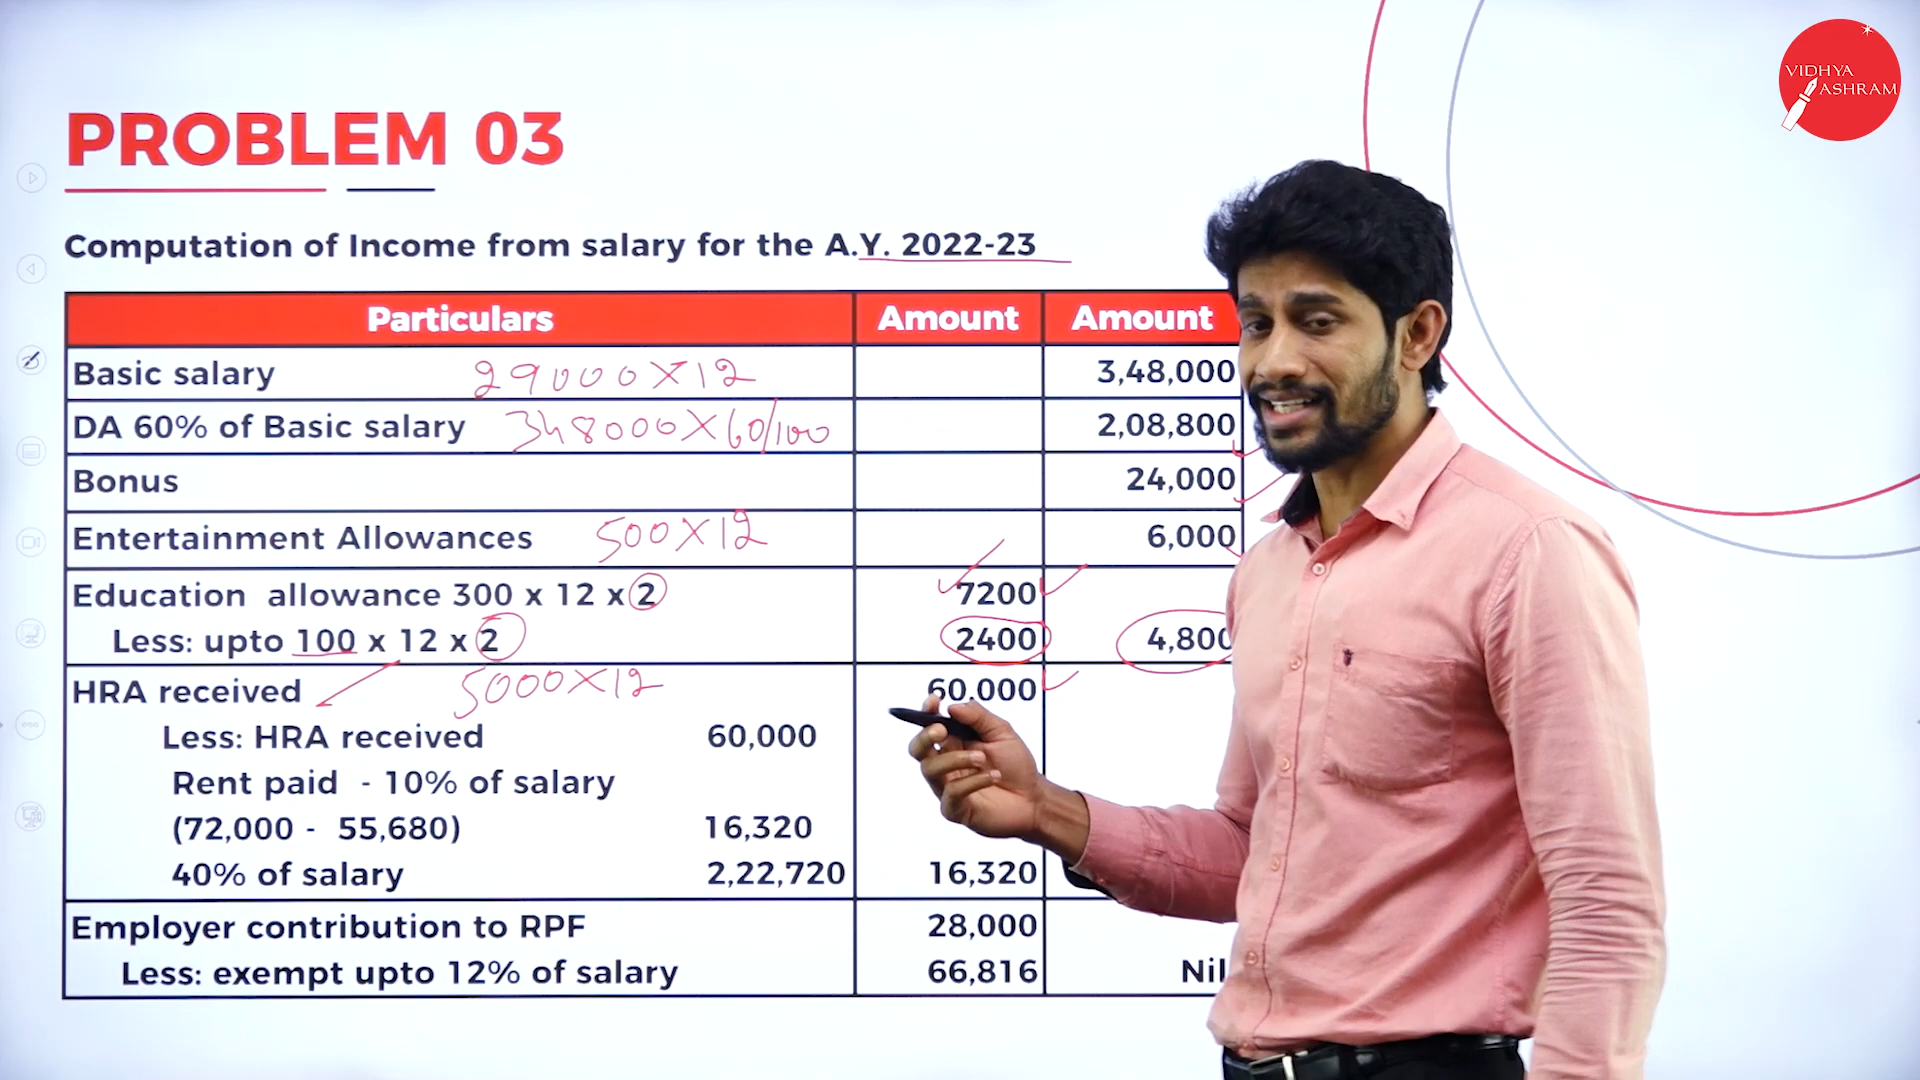 VIDHYA
ASHRAM
PROBLEM 03
Computation of Income from salary for the A.Y. 2022-23
Particulars Amount Amount
Basic salary 29000 X 12 3,48,000
DA 60% of Basic salary 348000 X 60/100 2,08,800
Bonus 24,000
Entertainment Allowances 500 X 12 6,000
Education allowance 300 x 12 x 2 7200
Less: upto 100 x 12 x 2 2400 4,800
HRA received 5000 X 12 60,000
Less: HRA received 60,000
Rent paid - 10% of salary
(72,000 - 55,680) 16,320
40% of salary 2,22,720 16,320
Employer contribution to RPF 28,000
Less: exempt upto 12% of salary 66,816 Nil